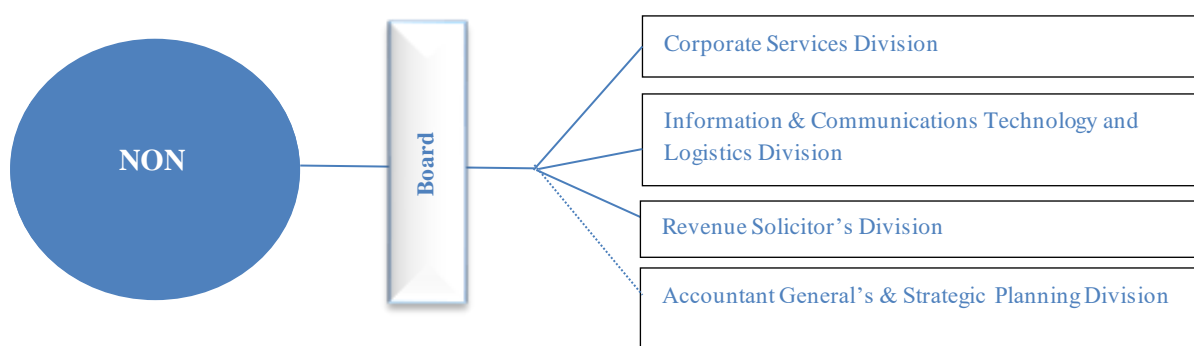 NON
Board
Corporate Services Division
Information & Communications Technology and
Logistics Division
Revenue Solicitor’s Division
Accountant General’s & Strategic Planning Division